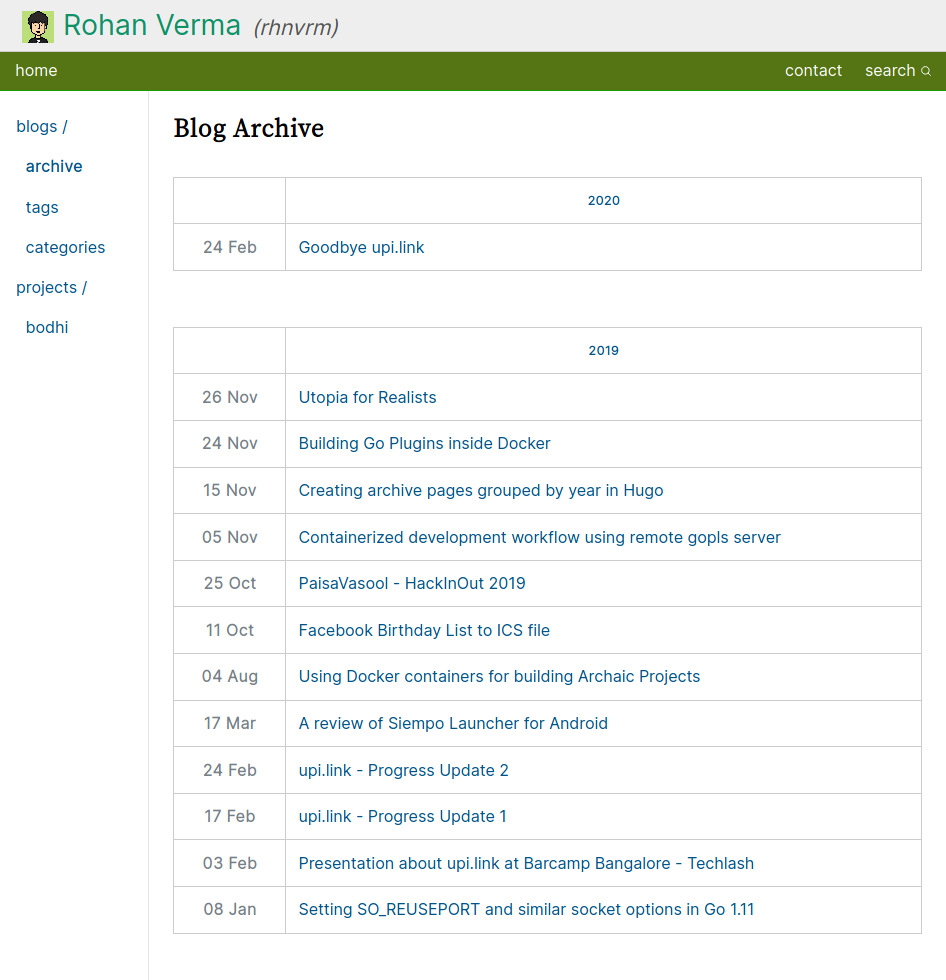 Rohan Verma (rhnvrm)
home contact search
blogs /
archive
tags
categories
projects /
bodhi
Blog Archive
2020
24 Feb Goodbye upi.link
2019
26 Nov Utopia for Realists
24 Nov Building Go Plugins inside Docker
15 Nov Creating archive pages grouped by year in Hugo
05 Nov Containerized development workflow using remote gopls server
25 Oct PaisaVasool - HackInOut 2019
11 Oct Facebook Birthday List to ICS file
04 Aug Using Docker containers for building Archaic Projects
17 Mar A review of Siempo Launcher for Android
24 Feb upi.link - Progress Update 2
17 Feb upi.link - Progress Update 1
03 Feb Presentation about upi.link at Barcamp Bangalore - Techlash
08 Jan Setting SO_REUSEPORT and similar socket options in Go 1.11